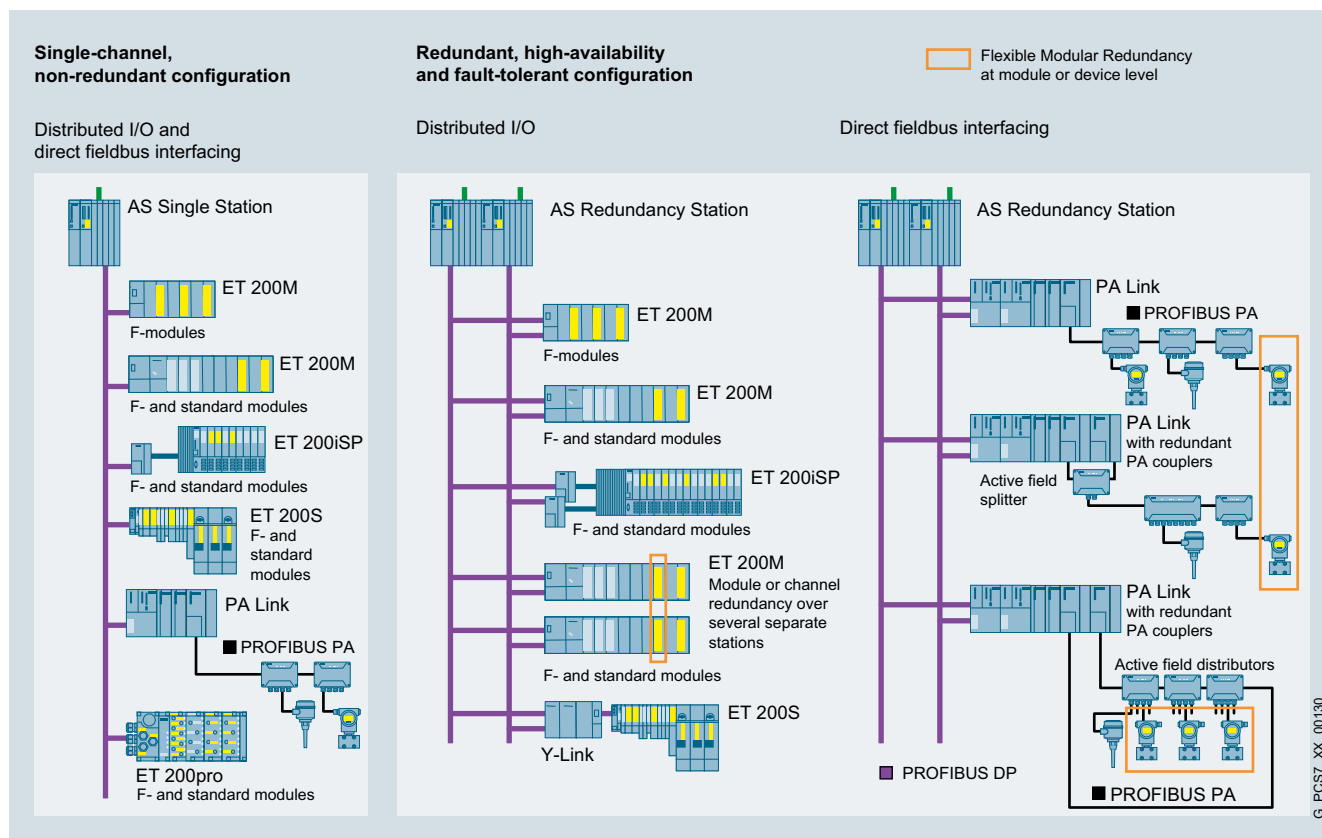 Single-channel,
non-redundant configuration
Redundant, high-availability
and fault-tolerant configuration
Flexible Modular Redundancy
at module or device level
Distributed I/O and
direct fieldbus interfacing
Distributed I/O
Direct fieldbus interfacing
AS Single Station
ET 200M
F-modules
ET 200M
F- and standard modules
ET 200iSP
F- and standard modules
ET 200S
F- and
standard
modules
PA Link
PROFIBUS PA
ET 200pro
F- and standard modules
AS Redundancy Station
ET 200M
F-modules
ET 200M
F- and standard modules
ET 200iSP
F- and standard modules
ET 200M
Module or channel
redundancy over
several separate
stations
F- and standard modules
ET 200S
Y-Link
PROFIBUS DP
AS Redundancy Station
PA Link
PROFIBUS PA
PA Link
with redundant
PA couplers
Active field
splitter
PA Link
with redundant
PA couplers
Active field distributors
PROFIBUS PA
G_PCS7_XX_00130